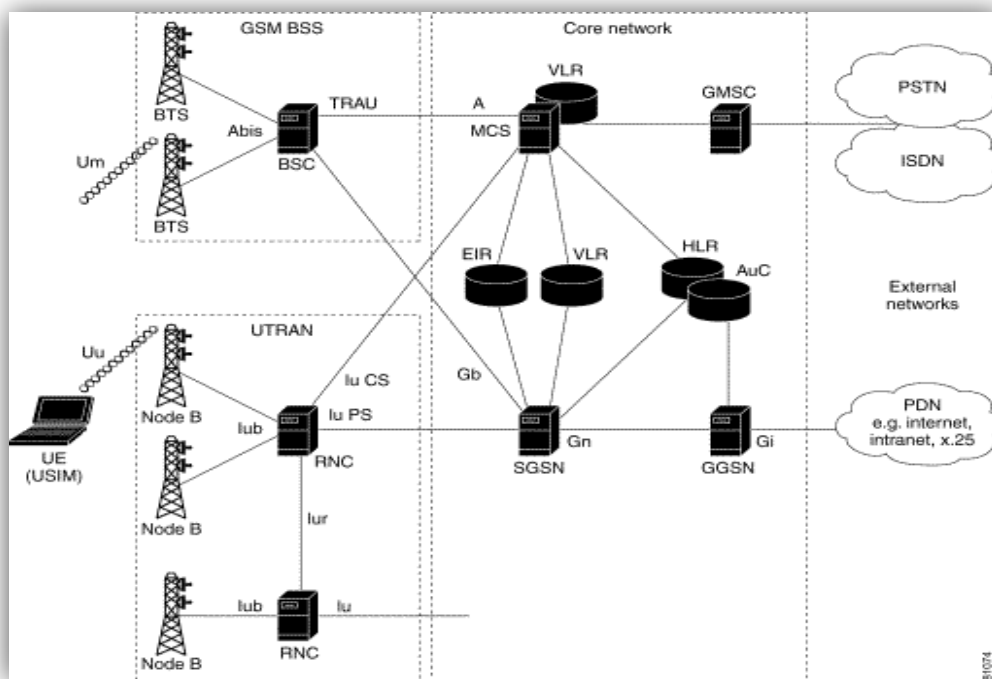 GSM BSS
Core network
BTS
Abis
TRAU
BSC
Um
BTS
A
VLR
MCS
GMSC
PSTN
ISDN
EIR
VLR
HLR
AuC
External
networks
UTRAN
Uu
Node B
Iu CS
Gb
Iub
Iu PS
RNC
UE
(USIM)
Node B
SGSN
Gn
GGSN
Gi
PDN
e.g. internet,
intranet, x.25
Iur
Node B
Iub
Iu
RNC
81074